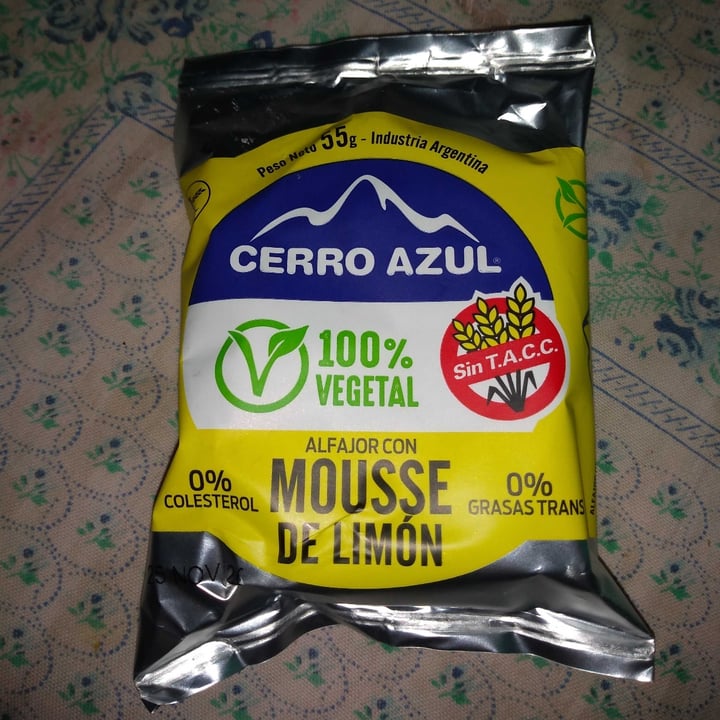 Peso Neto 55g - Industria Argentina
CERRO AZUL®
100%
VEGETAL
Sin T.A.C.C.
ALFAJOR CON
MOUSSE
DE LIMÓN
0%
COLESTEROL
0%
GRASAS TRANS
NOV